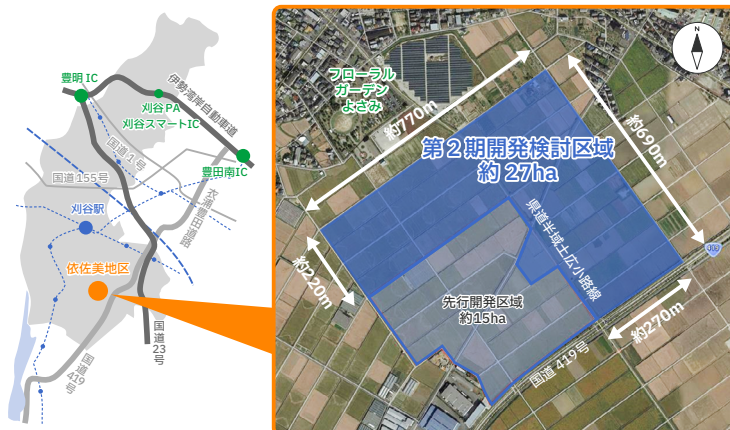 豊明 IC
伊勢湾岸自動車道
刈谷 PA
刈谷スマートIC
国道1号
豊田南IC
国道155号
衣浦豊田道路
刈谷駅
依佐美地区
国道23号
国道419号
フローラル
ガーデン
よさみ
約770m
約690m
第2期開発検討区域
約 27ha
県道半城土広小路線
約220m
先行開発区域
約15ha
約270m
国道 419号
N